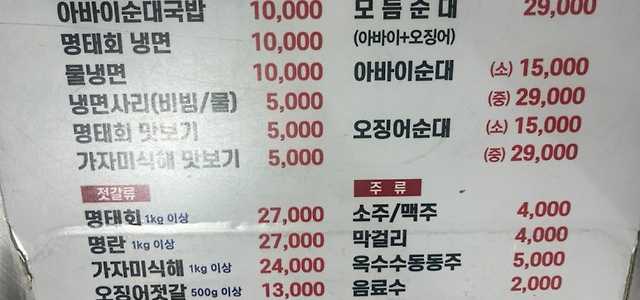 아바이순대국밥 10,000
명태회 냉면 10,000
물냉면 10,000
냉면사리(비빔/물) 5,000
명태회 맛보기 5,000
가자미식해 맛보기 5,000
젓갈류
명태회 1kg 이상 27,000
명란 1kg 이상 27,000
가자미식해 1kg 이상 24,000
오징어젓갈 500g 이상 13,000
모듬순대 29,000
(아바이+오징어)
아바이순대 (소) 15,000
(중) 29,000
오징어순대 (소) 15,000
(중) 29,000
주류
소주/맥주 4,000
막걸리 4,000
옥수수동동주 5,000
음료수 2,000